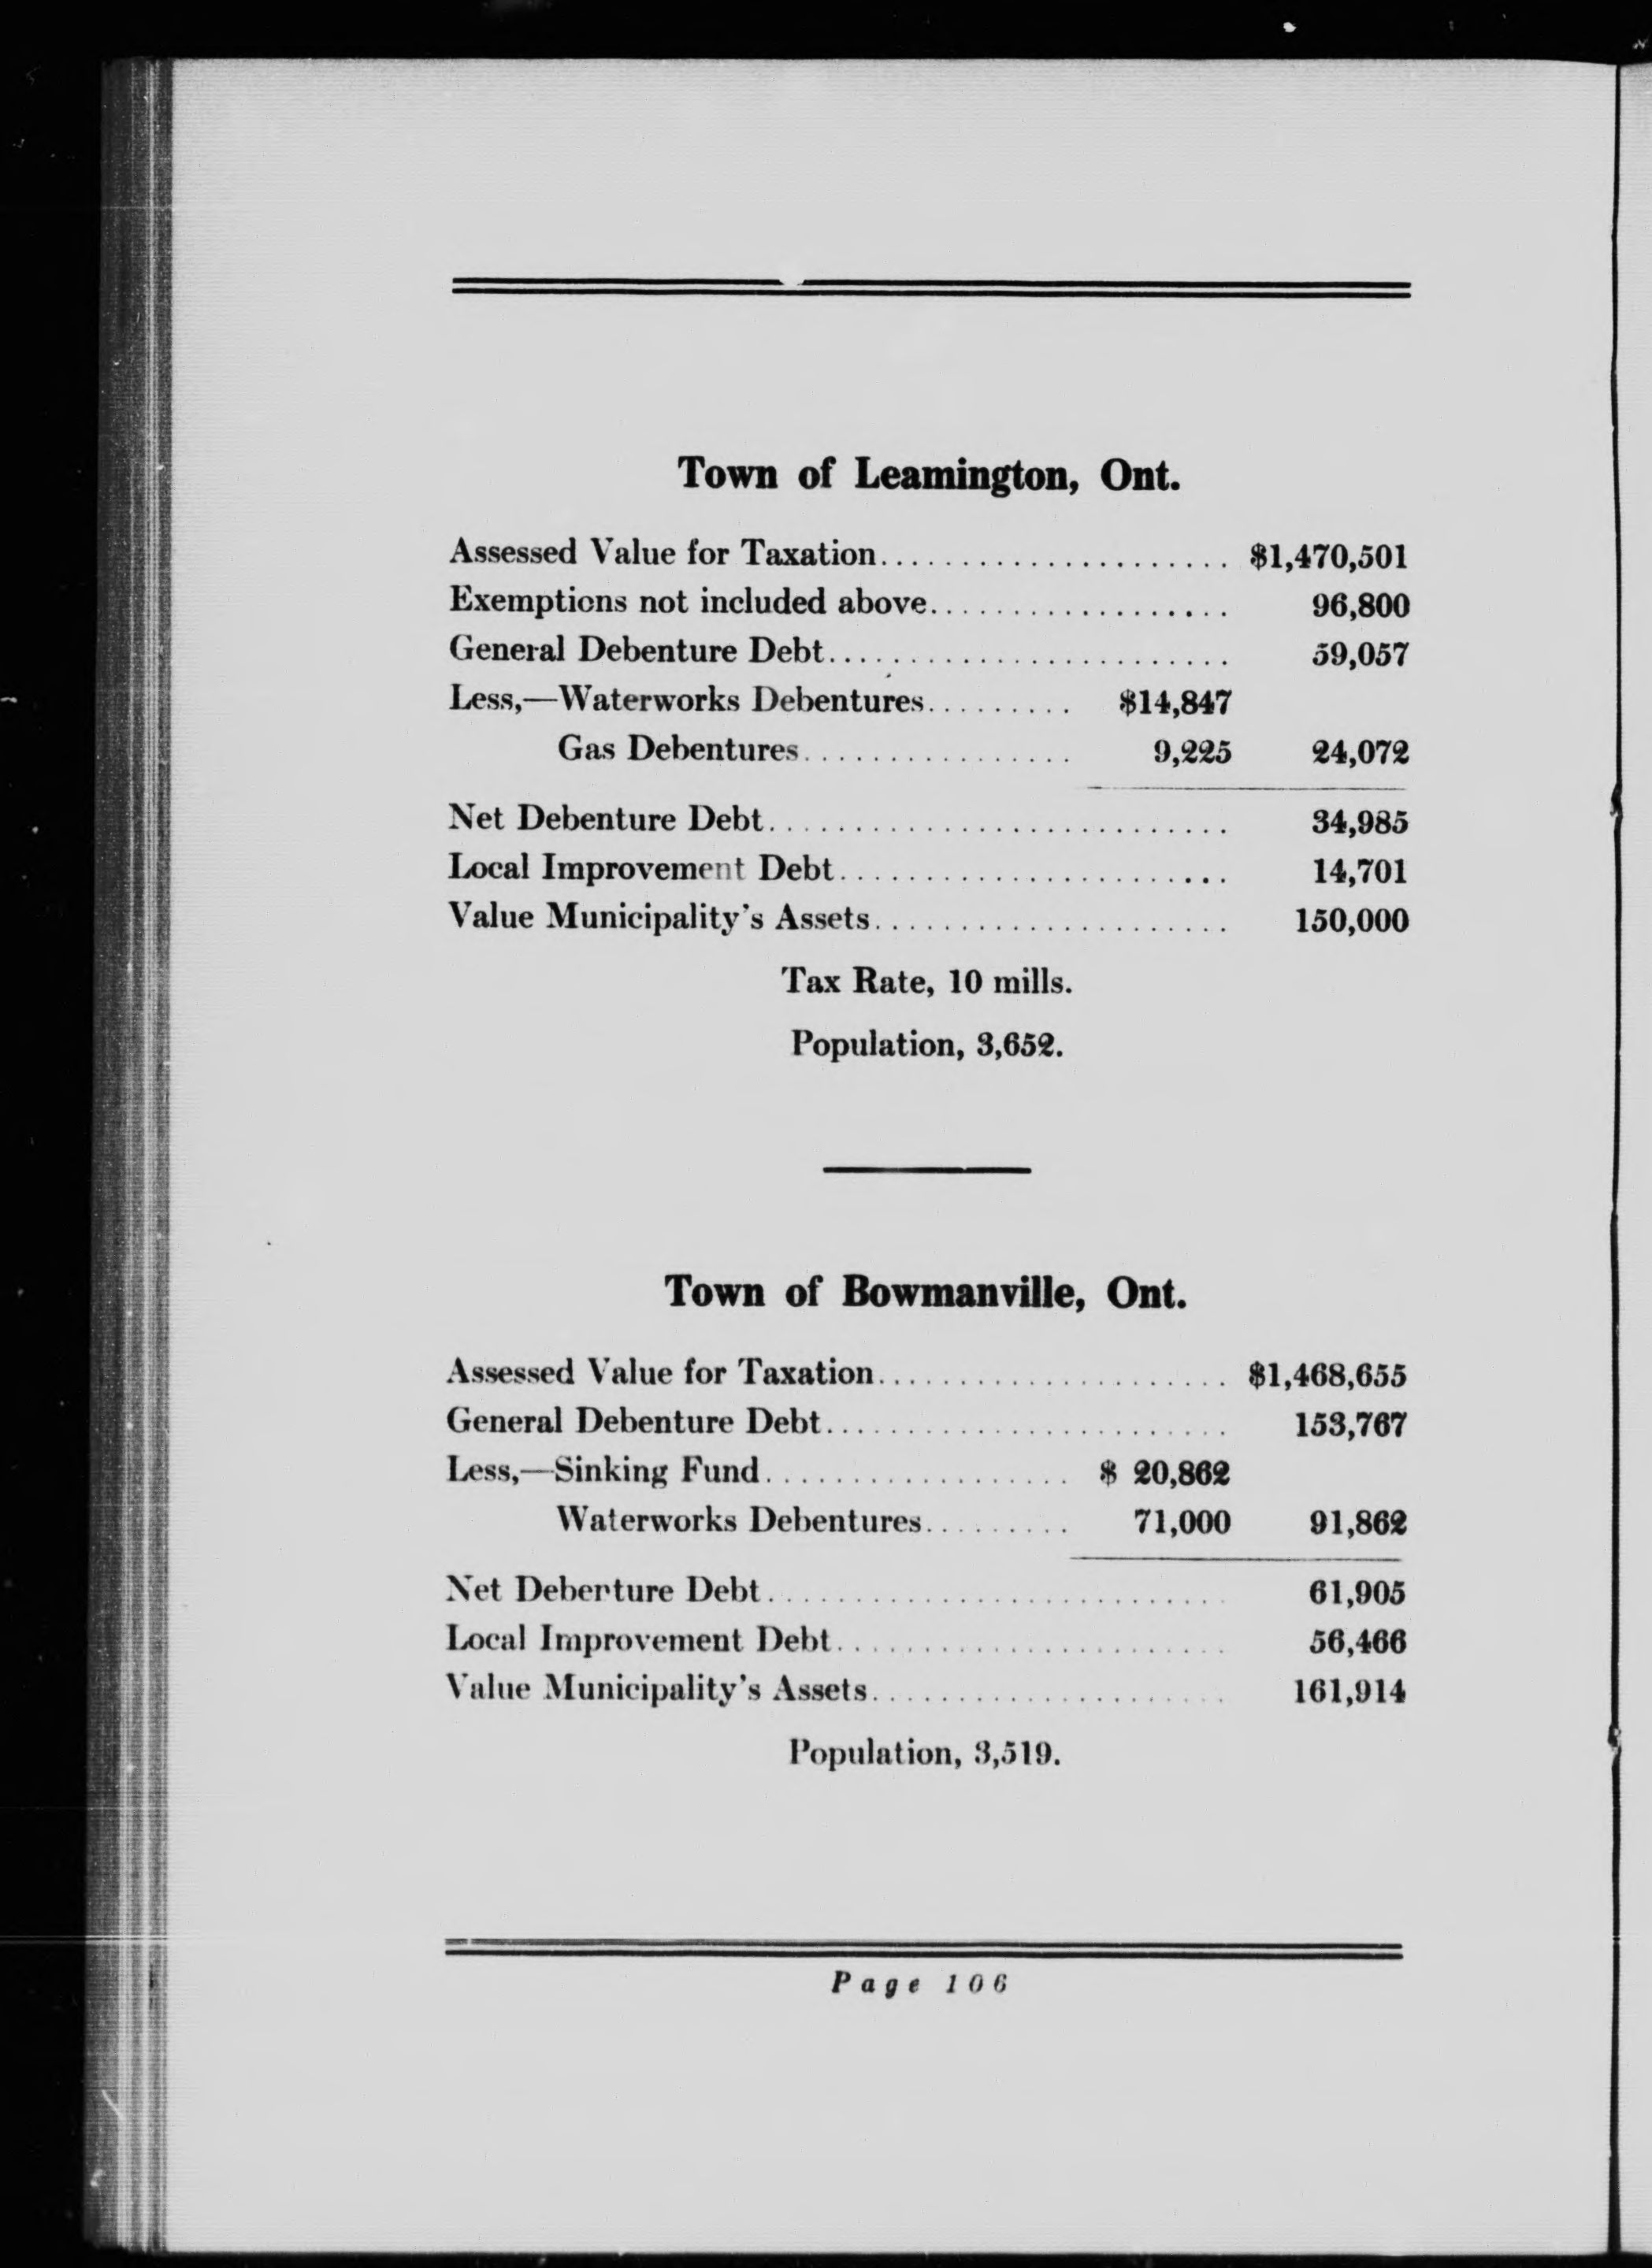 Town of Leamington, Ont.
Assessed Value for Taxation...................... $1,470,501
Exemptions not included above.................. 96,800
General Debenture Debt........................ 59,057
Less,—Waterworks Debentures......... $14,847
Gas Debentures................ 9,225 24,072
Net Debenture Debt........................... 34,985
Local Improvement Debt....................... 14,701
Value Municipality's Assets..................... 150,000
Tax Rate, 10 mills.
Population, 3,652.
Town of Bowmanville, Ont.
Assessed Value for Taxation...................... $1,468,655
General Debenture Debt........................ 153,767
Less,—Sinking Fund.................. $ 20,862
Waterworks Debentures......... 71,000 91,862
Net Debenture Debt........................... 61,905
Local Improvement Debt....................... 56,466
Value Municipality's Assets..................... 161,914
Population, 3,519.
Page 106